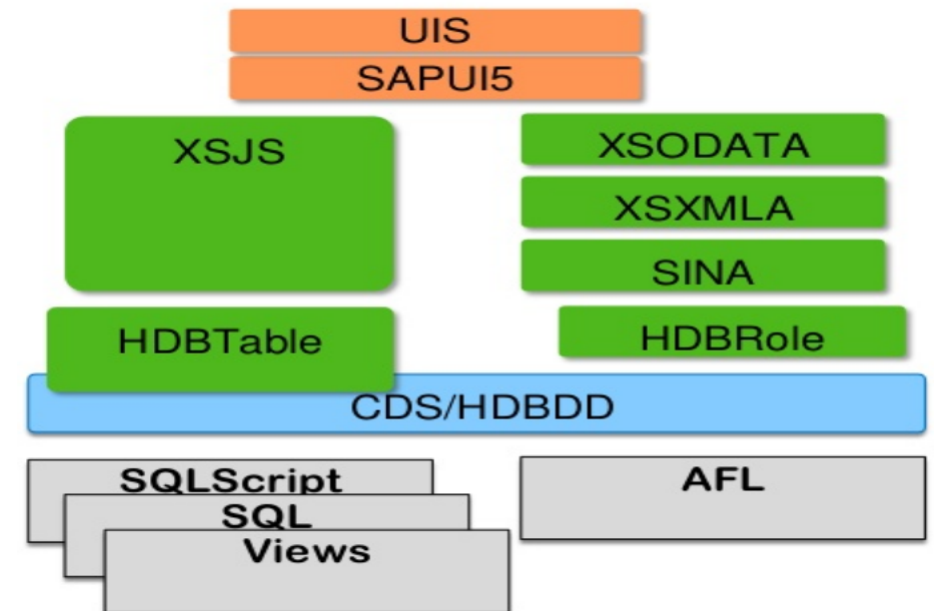 UIS
SAPUI5
XSJS
XSODATA
XSXMLA
SINA
HDBTable
HDBRole
CDS/HDBDD
SQLScript
SQL
Views
AFL